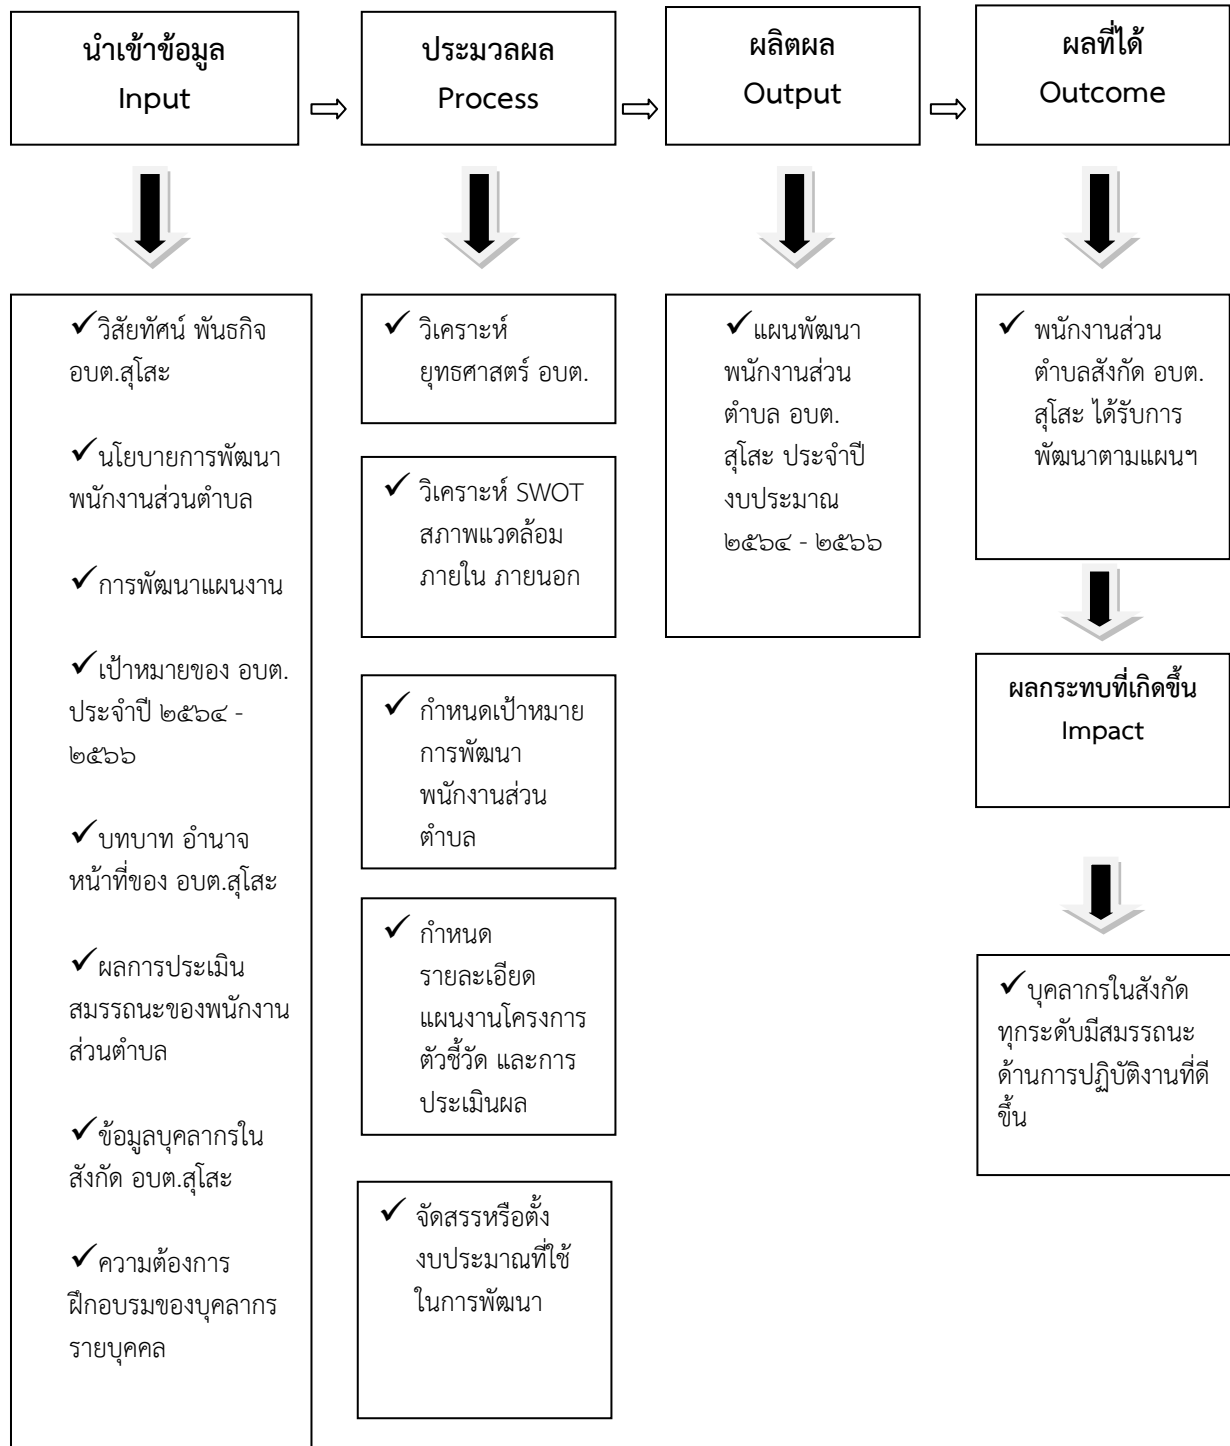 นำเข้าข้อมูล
Input
ประมวลผล
Process
ผลิตผล
Output
ผลที่ได้
Outcome
✓วิสัยทัศน์ พันธกิจ
อบต.สุโสะ
✓นโยบายการพัฒนา
พนักงานส่วนตำบล
✓การพัฒนาแผนงาน
✓เป้าหมายของ อบต.
ประจำปี ๒๕๖๔ -
๒๕๖๖
✓บทบาท อำนาจ
หน้าที่ของ อบต.สุโสะ
✓ผลการประเมิน
สมรรถนะของพนักงาน
ส่วนตำบล
✓ข้อมูลบุคลากรใน
สังกัด อบต.สุโสะ
✓ความต้องการ
ฝึกอบรมของบุคลากร
รายบุคคล
✓ วิเคราะห์
ยุทธศาสตร์ อบต.
✓ วิเคราะห์ SWOT
สภาพแวดล้อม
ภายใน ภายนอก
✓ กำหนดเป้าหมาย
การพัฒนา
พนักงานส่วน
ตำบล
✓ กำหนด
รายละเอียด
แผนงานโครงการ
ตัวชี้วัด และการ
ประเมินผล
✓ จัดสรรหรือตั้ง
งบประมาณที่ใช้
ในการพัฒนา
✓แผนพัฒนา
พนักงานส่วน
ตำบล อบต.
สุโสะ ประจำปี
งบประมาณ
๒๕๖๔ - ๒๕๖๖
✓ พนักงานส่วน
ตำบลสังกัด อบต.
สุโสะ ได้รับการ
พัฒนาตามแผนฯ
ผลกระทบที่เกิดขึ้น
Impact
✓บุคลากรในสังกัด
ทุกระดับมีสมรรถนะ
ด้านการปฏิบัติงานที่ดี
ขึ้น